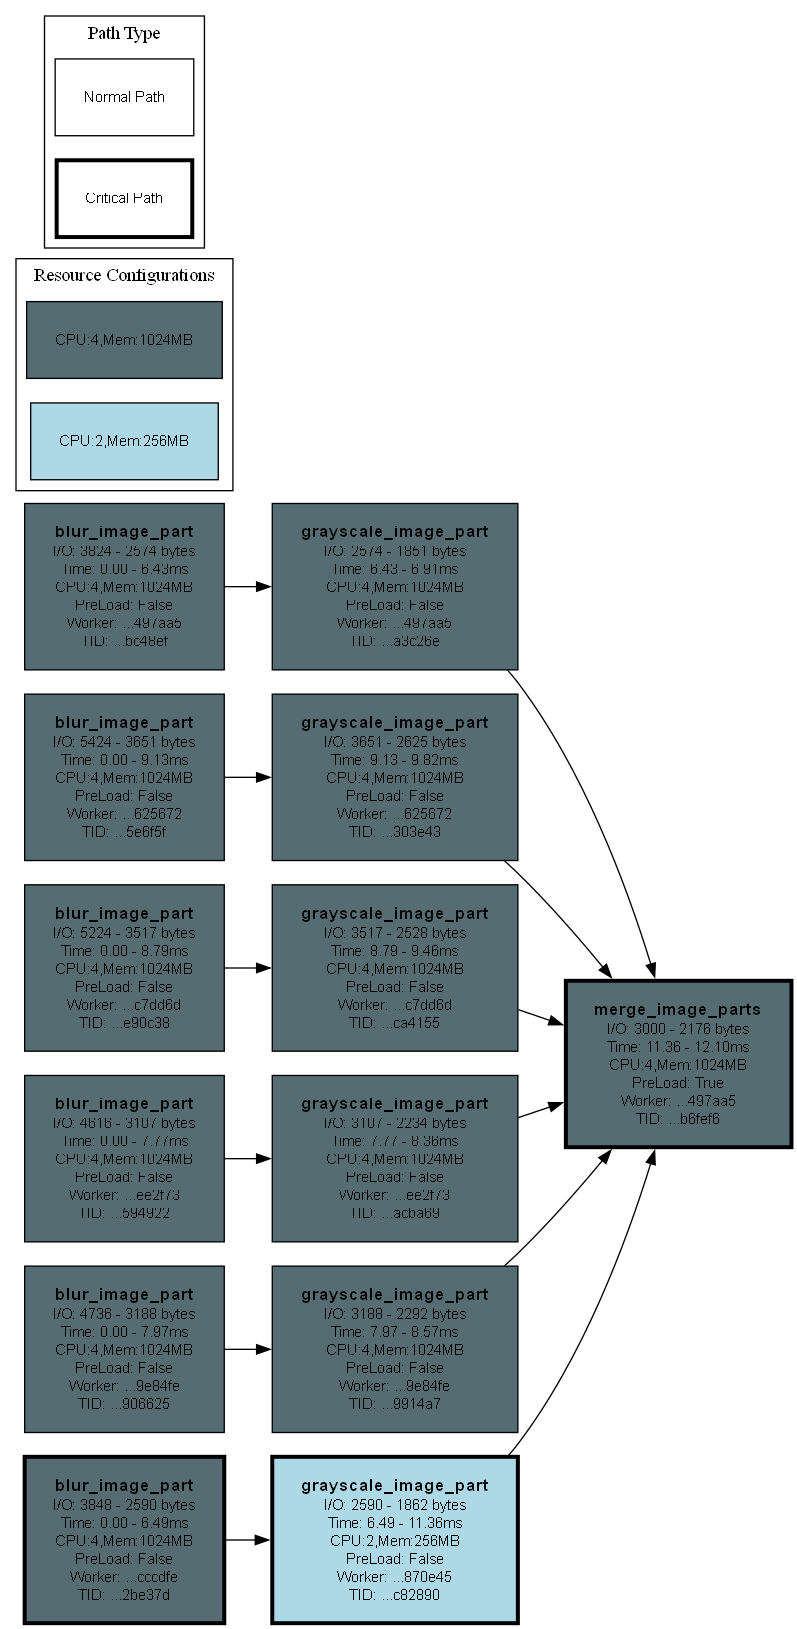 Path Type
Normal Path
Critical Path
Resource Configurations
CPU:4,Mem:1024MB
CPU:2,Mem:256MB
blur_image_part
I/O: 3824 - 2574 bytes
Time: 0.00 - 6.43ms
CPU:4,Mem:1024MB
PreLoad: False
Worker: ...497aa5
TID: ...bc48ef
grayscale_image_part
I/O: 2574 - 1851 bytes
Time: 6.43 - 6.91ms
CPU:4,Mem:1024MB
PreLoad: False
Worker: ...497aa5
TID: ...a3c26e
blur_image_part
I/O: 5424 - 3651 bytes
Time: 0.00 - 9.13ms
CPU:4,Mem:1024MB
PreLoad: False
Worker: ...625672
TID: ...5e6f5f
grayscale_image_part
I/O: 3651 - 2625 bytes
Time: 9.13 - 9.82ms
CPU:4,Mem:1024MB
PreLoad: False
Worker: ...625672
TID: ...303e43
blur_image_part
I/O: 5224 - 3517 bytes
Time: 0.00 - 8.79ms
CPU:4,Mem:1024MB
PreLoad: False
Worker: ...c7dd6d
TID: ...e90c38
grayscale_image_part
I/O: 3517 - 2528 bytes
Time: 8.79 - 9.46ms
CPU:4,Mem:1024MB
PreLoad: False
Worker: ...c7dd6d
TID: ...ca4155
merge_image_parts
I/O: 3000 - 2176 bytes
Time: 11.36 - 12.10ms
CPU:4,Mem:1024MB
PreLoad: True
Worker: ...497aa5
TID: ...b6fef6
blur_image_part
I/O: 4616 - 3107 bytes
Time: 0.00 - 7.77ms
CPU:4,Mem:1024MB
PreLoad: False
Worker: ...ee2f73
TID: ...594922
grayscale_image_part
I/O: 3107 - 2234 bytes
Time: 7.77 - 8.36ms
CPU:4,Mem:1024MB
PreLoad: False
Worker: ...ee2f73
TID: ...acba69
blur_image_part
I/O: 4736 - 3188 bytes
Time: 0.00 - 7.97ms
CPU:4,Mem:1024MB
PreLoad: False
Worker: ...9e84fe
TID: ...906625
grayscale_image_part
I/O: 3188 - 2292 bytes
Time: 7.97 - 8.57ms
CPU:4,Mem:1024MB
PreLoad: False
Worker: ...9e84fe
TID: ...9914a7
blur_image_part
I/O: 3848 - 2590 bytes
Time: 0.00 - 6.49ms
CPU:4,Mem:1024MB
PreLoad: False
Worker: ...cccdfe
TID: ...2be37d
grayscale_image_part
I/O: 2590 - 1862 bytes
Time: 6.49 - 11.36ms
CPU:2,Mem:256MB
PreLoad: False
Worker: ...870e45
TID: ...c82890